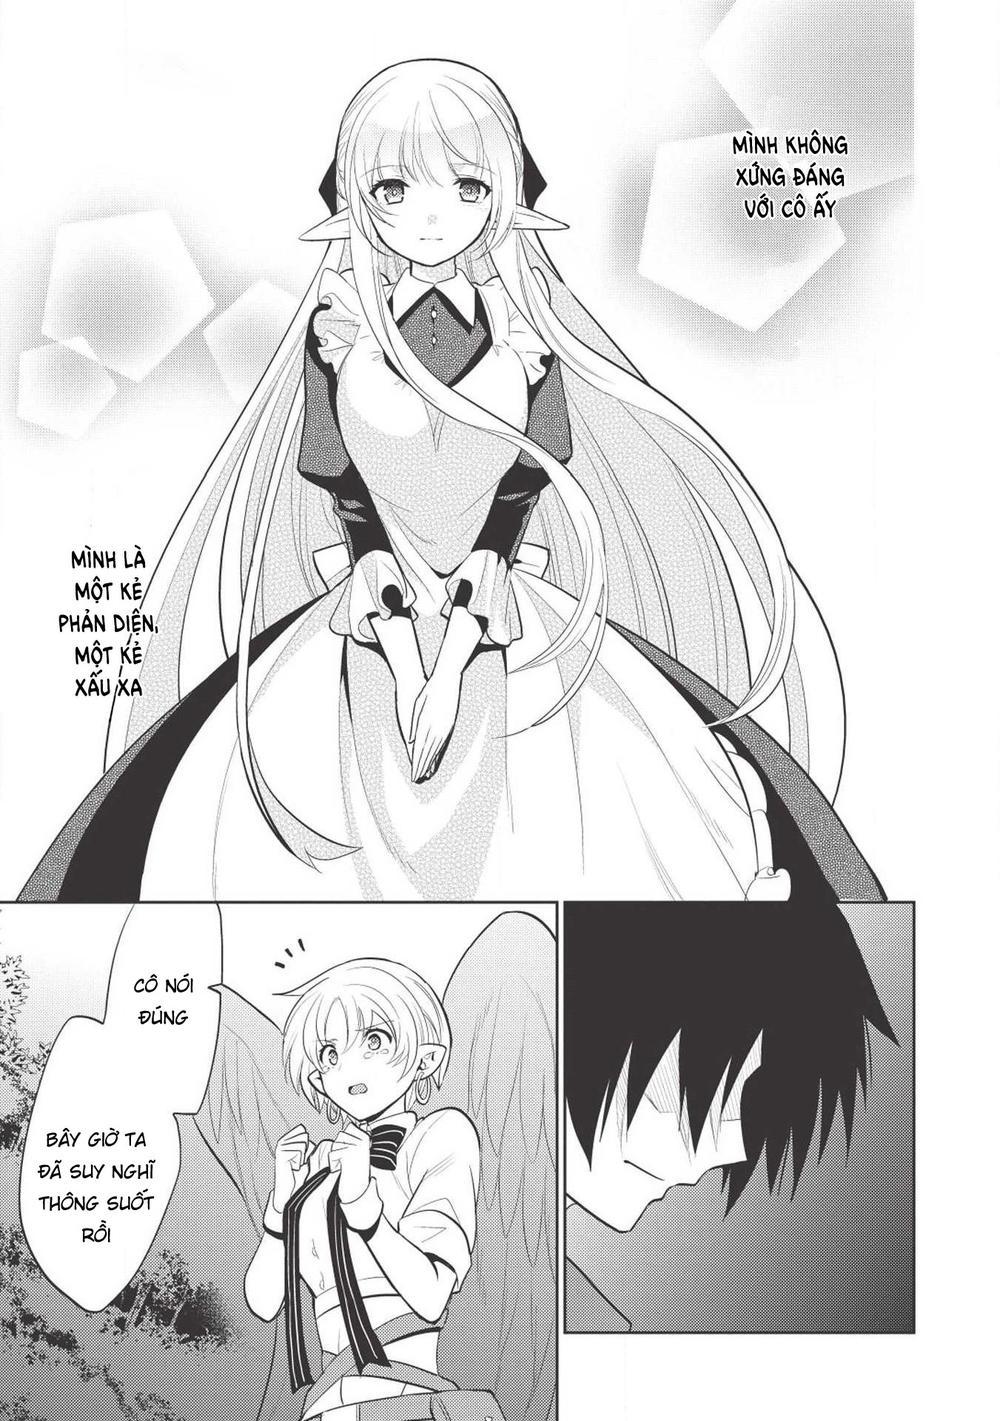 MÌNH KHÔNG
XỨNG ĐÁNG
VỚI CÔ ẤY
MÌNH LÀ
MỘT KẺ
PHẢN DIỆN,
MỘT KẺ
XẤU XA
CÔ NÓI
ĐÚNG
BÂY GIỜ TA
ĐÃ SUY NGHĨ
THÔNG SUỐT
RỒI